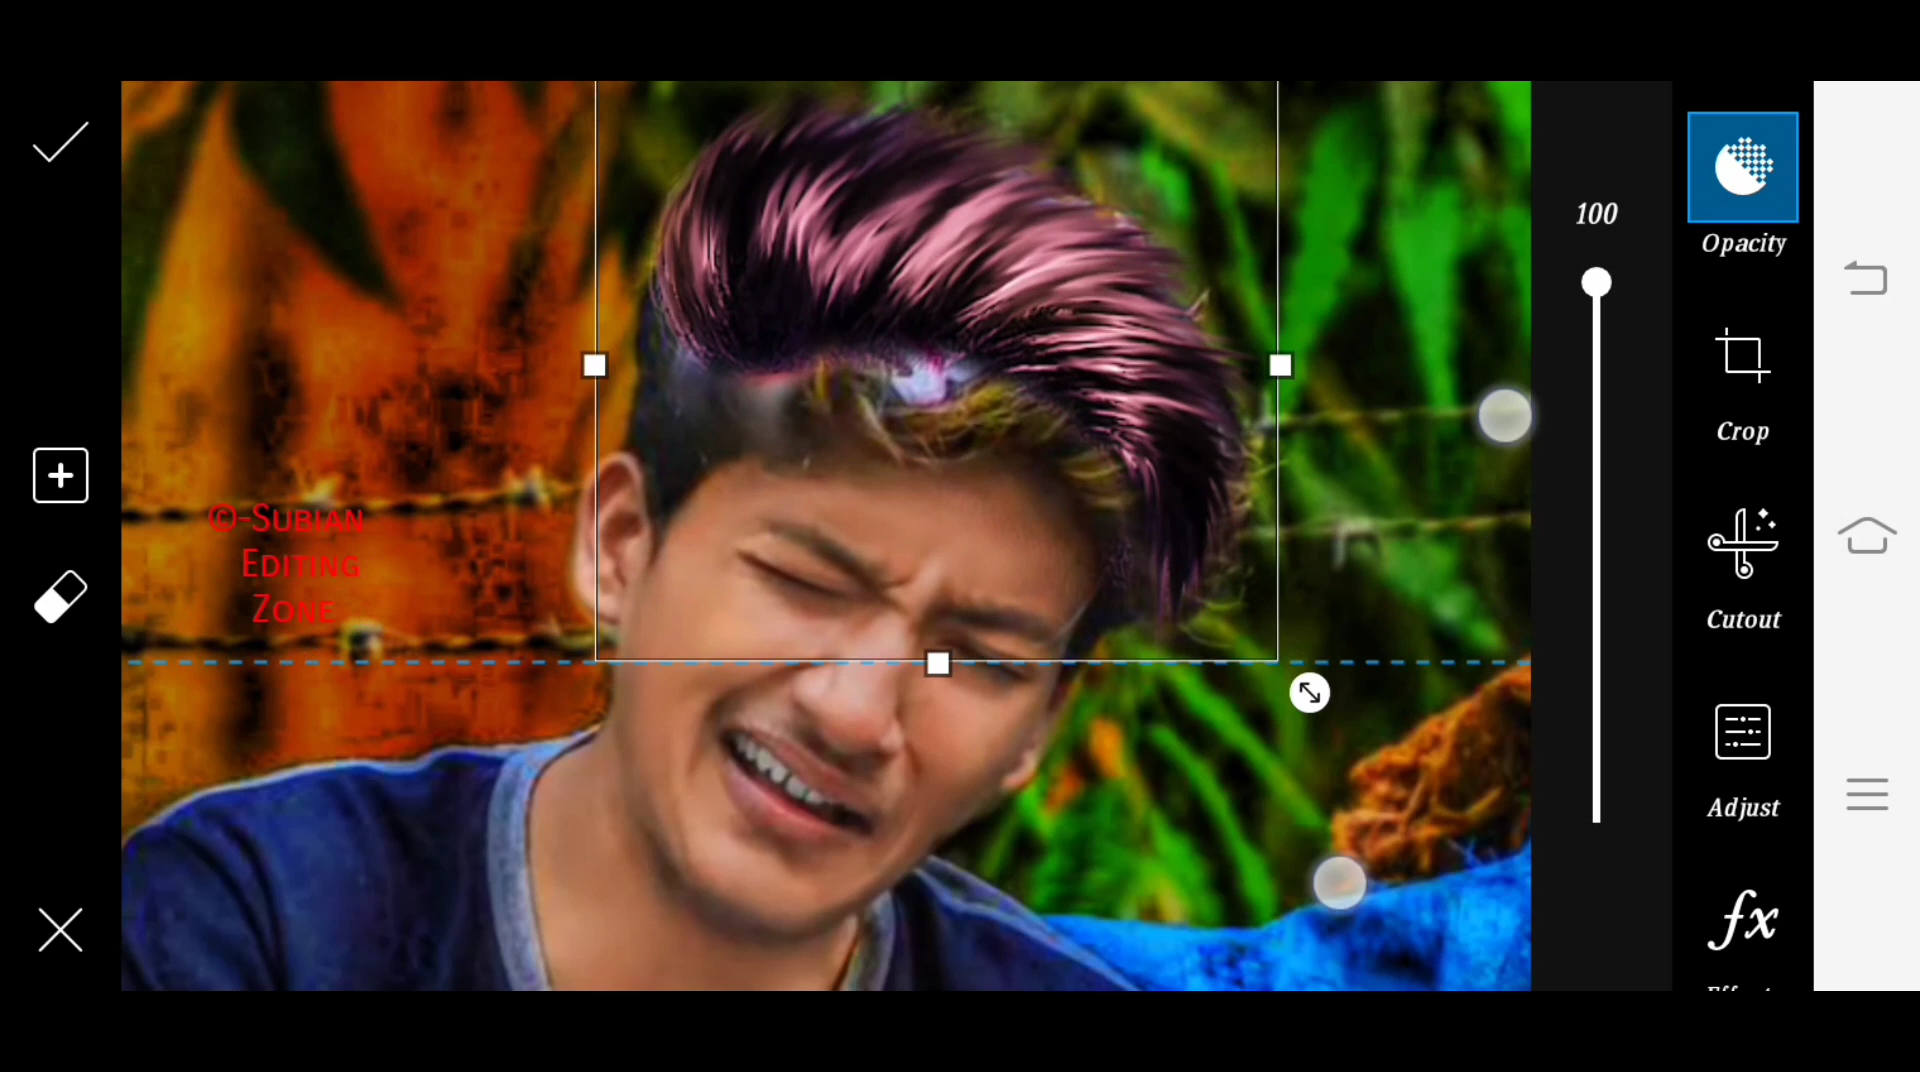 100
Opacity
Crop
©-Subian
Editing
Zone
Cutout
Adjust
fx